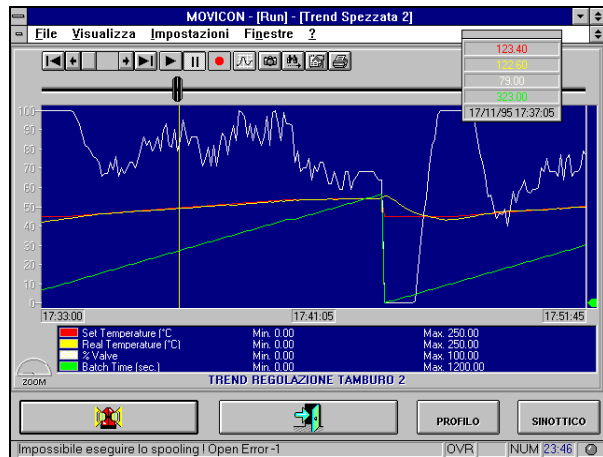 MOVICON - [Run] - [Trend Spezzata 2]
File Visualizza Impostazioni Finestre ?
123.40
122.60
79.00
323.00
17/11/95 17:37:05
100
90
80
70
60
50
40
30
20
10
0
17:33:00 17:41:05 17:51:45
Set Temperature (°C Min. 0.00 Max. 250.00
Real Temperature (°C) Min. 0.00 Max. 250.00
% Valve Min. 0.00 Max. 100.00
Batch Time (sec.) Min. 0.00 Max. 1200.00
ZOOM
TREND REGOLAZIONE TAMBURO 2
PROFILO SINOTTICO
Impossibile eseguire lo spooling ! Open Error -1 OVR NUM 23:46